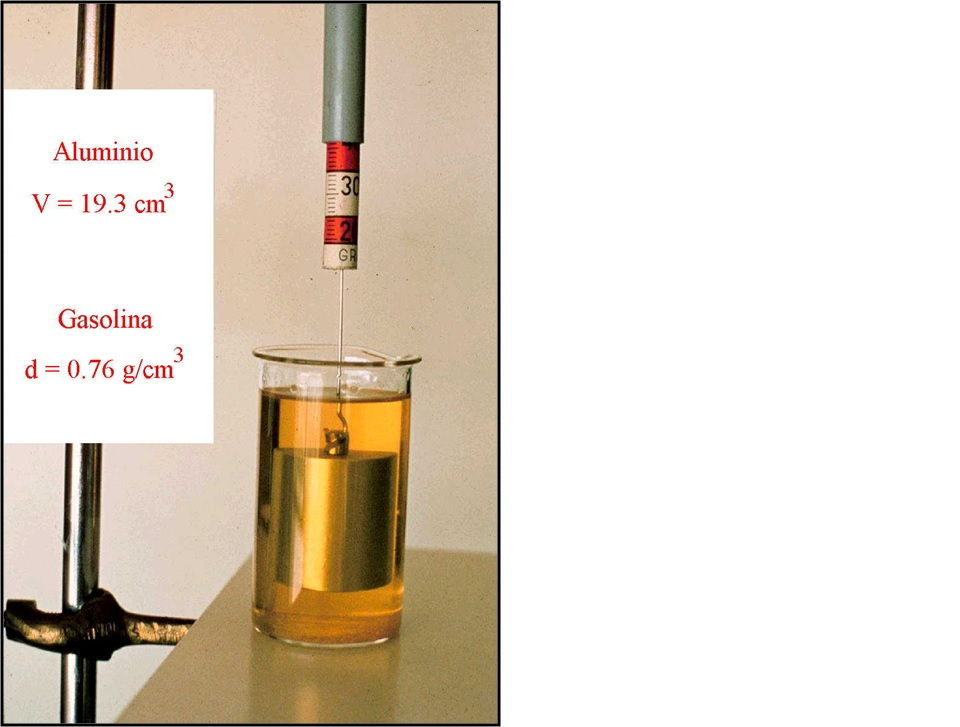 Aluminio
V = 19.3 cm³
Gasolina
d = 0.76 g/cm³
30
2
GR